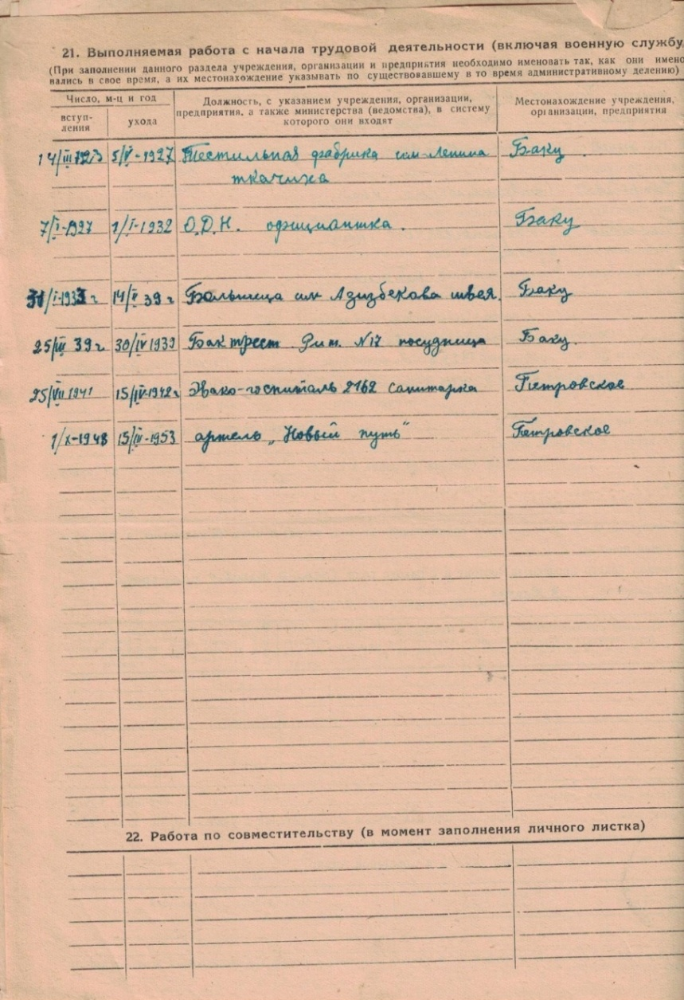 21. Выполняемая работа с начала трудовой деятельности (включая военную службу
(При заполнении данного раздела учреждения, организации и предприятия необходимо именовать так, как они имено
вались в свое время, а их местонахождение указывать по существовавшему в то время административному делению)
Число, м-ц и год
вступ-
ления
ухода
Должность, с указанием учреждения, организации,
предприятия, а также министерства (ведомства), в систему
которого они входят
Местонахождение учреждения,
организации, предприятия
14/III 1923 5/V-1927 Тестильная фабрика им-Ленина Баку
ткачиха
7/I-1927 1/I-1932 О.Д.Н. официантка. Баку
31/I-1933 г 14/II 39 г Больница им Азизбекова швея. Баку
25/III 39 г. 30/IV 1939 Бак трест №17 посудница Баку.
25/VII 1941 15/IV-1942 г Эвако-госпиталь 2162 санитарка Петровское
1/X-1948 15/III-1953 артель „Новый путь" Петровское
22. Работа по совместительству (в момент заполнения личного листка)